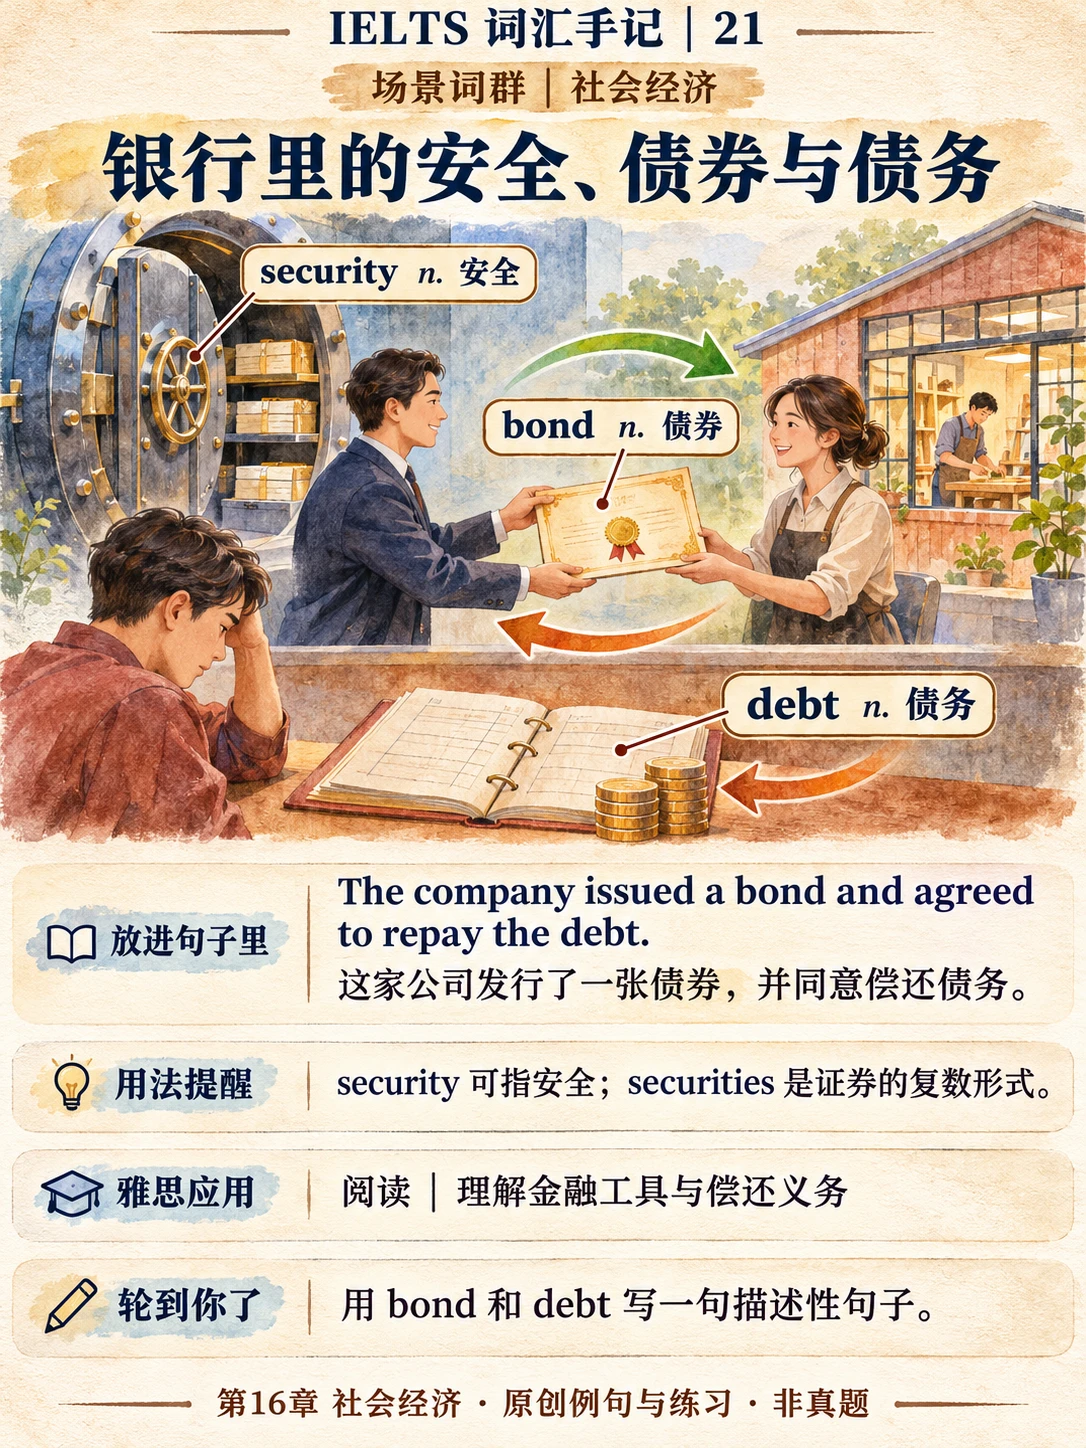 IELTS 词汇手记 | 21
场景词群 | 社会经济
银行里的安全、债券与债务
security n. 安全
bond n. 债券
debt n. 债务
放进句子里
The company issued a bond and agreed
to repay the debt.
这家公司发行了一张债券，并同意偿还债务。
用法提醒
security 可指安全；securities 是证券的复数形式。
雅思应用
阅读 | 理解金融工具与偿还义务
轮到你了
用 bond 和 debt 写一句描述性句子。
第16章 社会经济 · 原创例句与练习 · 非真题